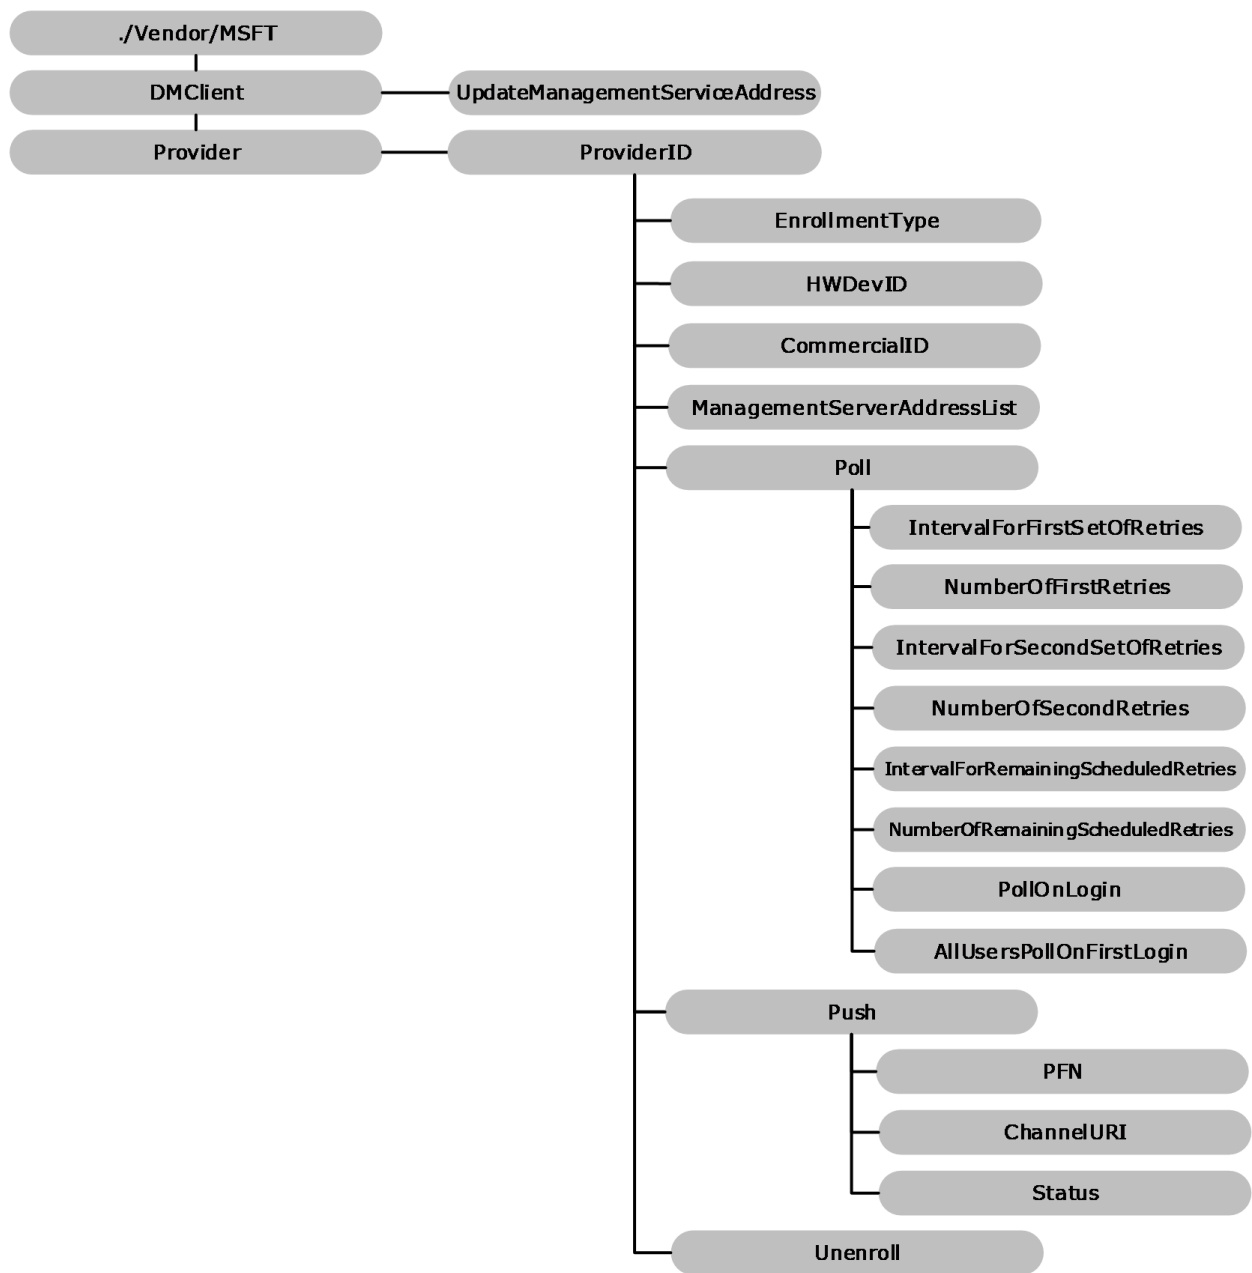 ./Vendor/MSFT
DMClient
UpdateManagementServiceAddress
Provider
ProviderID
EnrollmentType
HWDevID
CommercialID
ManagementServerAddressList
Poll
IntervalForFirstSetOfRetries
NumberOfFirstRetries
IntervalForSecondSetOfRetries
NumberOfSecondRetries
IntervalForRemainingScheduledRetries
NumberOfRemainingScheduledRetries
PollOnLogin
AllUsersPollOnFirstLogin
Push
PFN
ChannelURI
Status
Unenroll